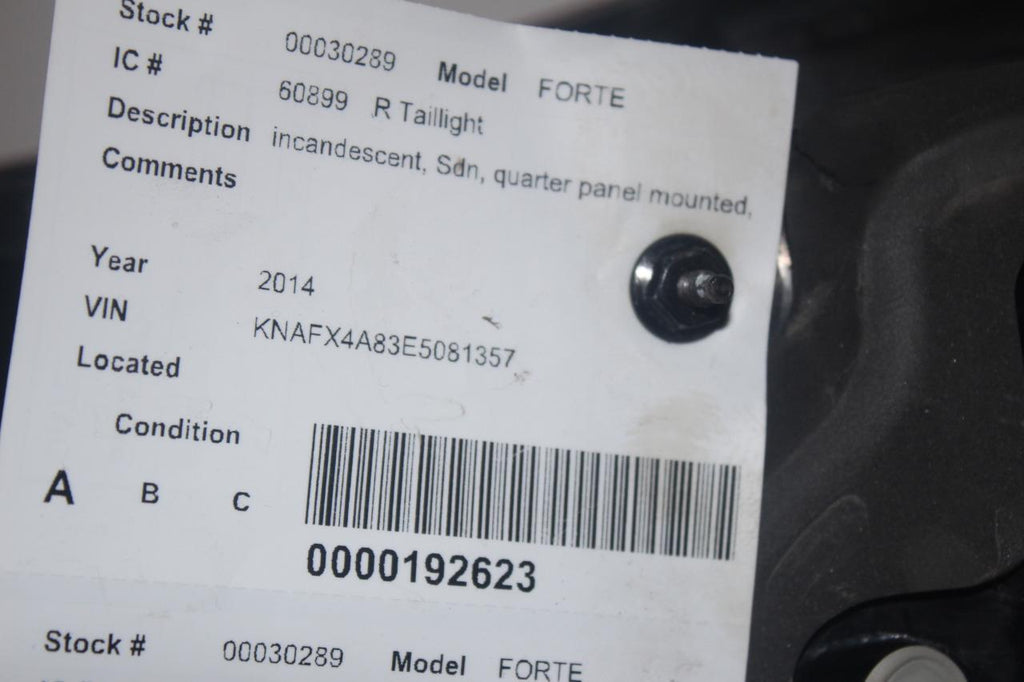 Stock # 00030289 Model FORTE
IC # 60899 R Taillight
Description incandescent, Sdn, quarter panel mounted,
Comments
Year 2014
VIN KNAFX4A83E5081357
Located
Condition
A B C
0000192623
Stock # 00030289 Model FORTE